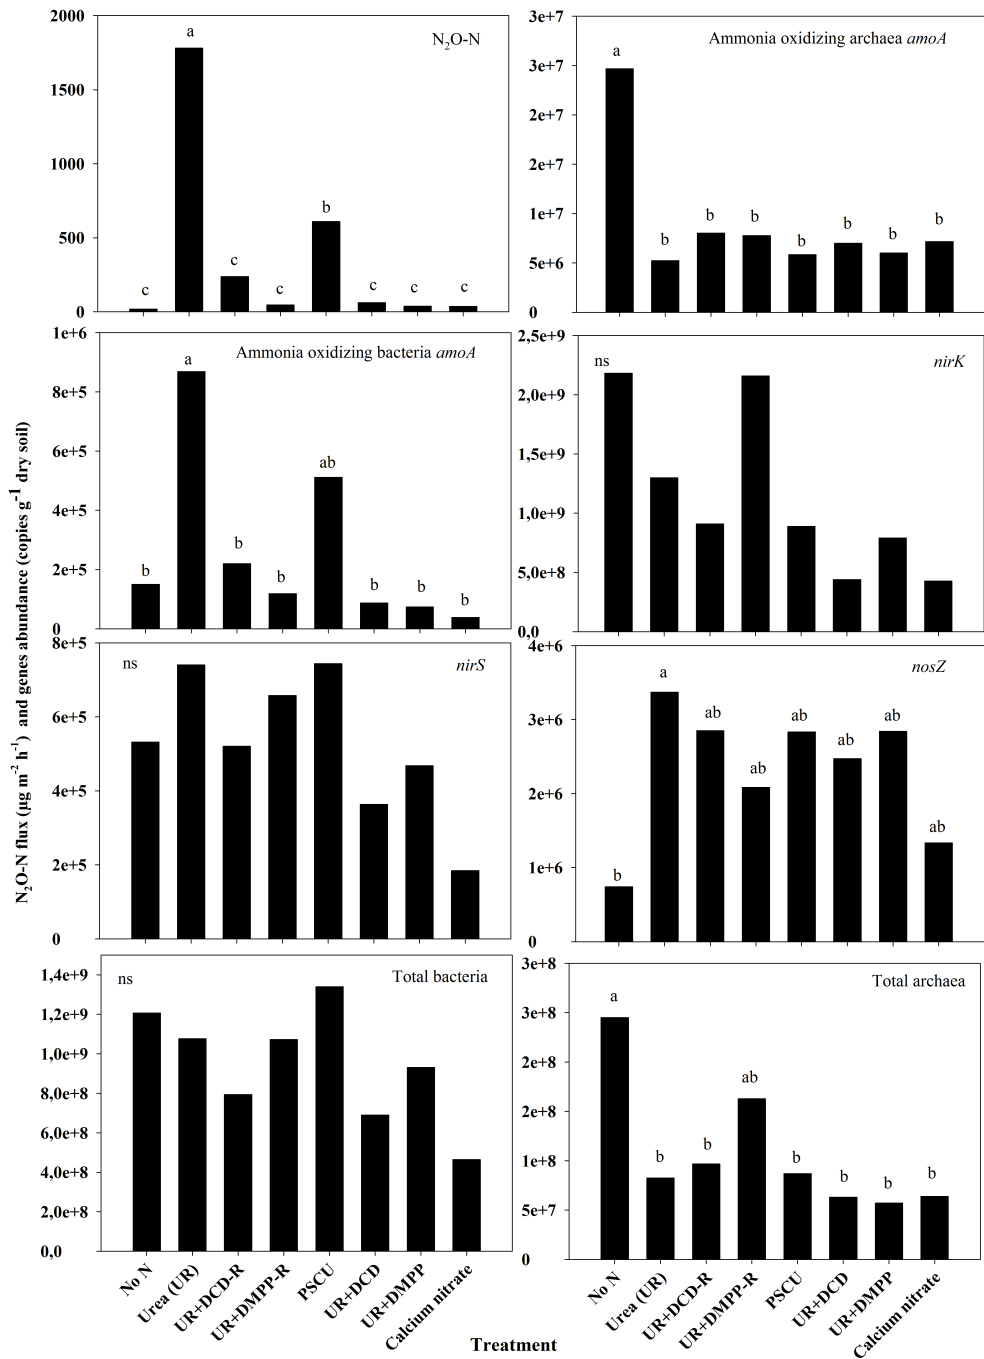 N₂O-N flux (µg m⁻² h⁻¹) and genes abundance (copies g⁻¹ dry soil)
N₂O-N
2000
1500
1000
500
0
a
b
c
c
c
c
c
c
Ammonia oxidizing archaea amoA
3e+7
3e+7
2e+7
2e+7
1e+7
5e+6
0
a
b
b
b
b
b
b
b
Ammonia oxidizing bacteria amoA
1e+6
8e+5
6e+5
4e+5
2e+5
0
b
a
b
b
ab
b
b
b
ns
nirK
2,5e+9
2,0e+9
1,5e+9
1,0e+9
5,0e+8
0,0
ns
nirS
8e+5
6e+5
4e+5
2e+5
0
nosZ
4e+6
3e+6
2e+6
1e+6
0
b
a
ab
ab
ab
ab
ab
ab
ns
Total bacteria
1,4e+9
1,2e+9
1,0e+9
8,0e+8
6,0e+8
4,0e+8
2,0e+8
0,0
No N
Urea (UR)
UR+DCD-R
UR+DMPP-R
PSCU
UR+DCD
UR+DMPP
Calcium nitrate
Total archaea
3e+8
3e+8
2e+8
2e+8
1e+8
5e+7
0
a
b
b
ab
b
b
b
b
No N
Urea (UR)
UR+DCD-R
UR+DMPP-R
PSCU
UR+DCD
UR+DMPP
Calcium nitrate
Treatment